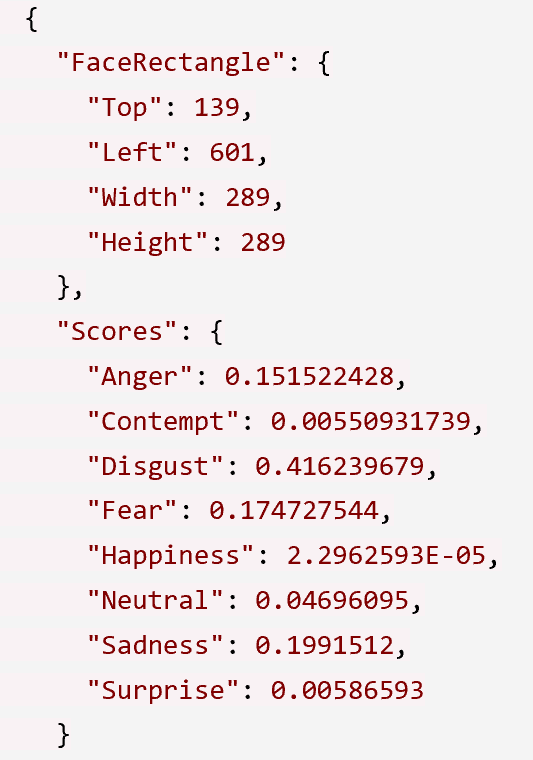 {
"FaceRectangle": {
"Top": 139,
"Left": 601,
"Width": 289,
"Height": 289
},
"Scores": {
"Anger": 0.151522428,
"Contempt": 0.00550931739,
"Disgust": 0.416239679,
"Fear": 0.174727544,
"Happiness": 2.2962593E-05,
"Neutral": 0.04696095,
"Sadness": 0.1991512,
"Surprise": 0.00586593
}